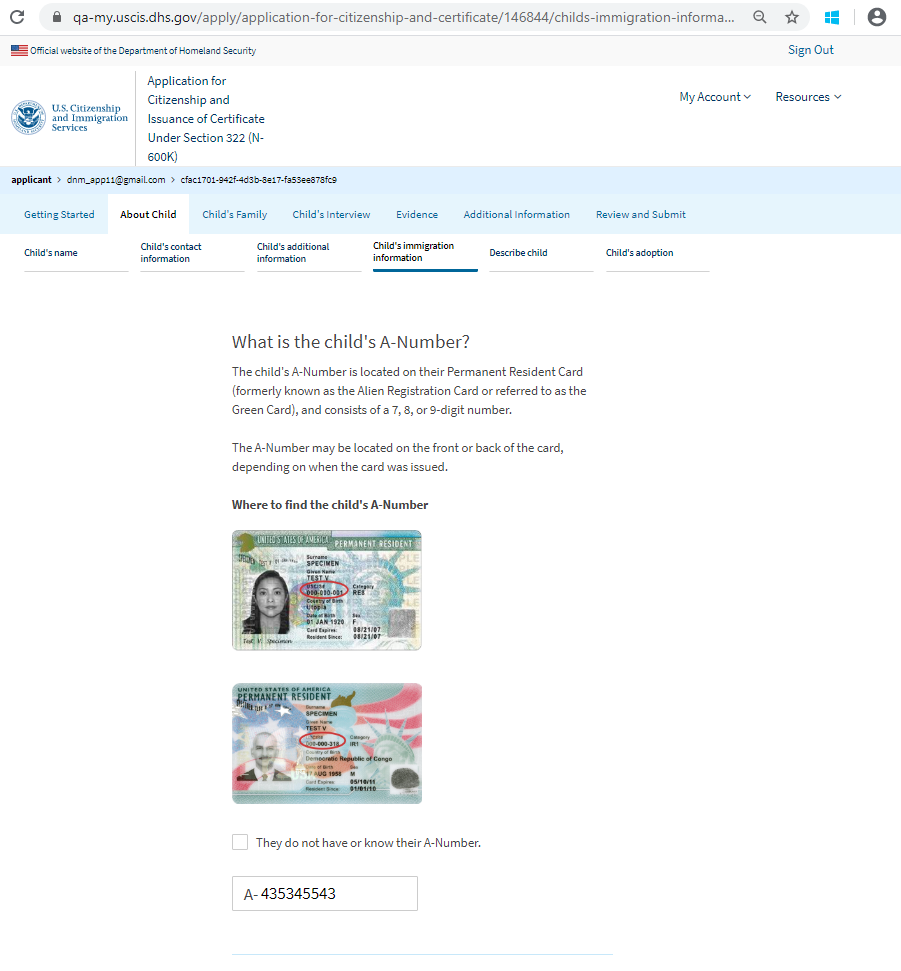 qa-my.uscis.dhs.gov/apply/application-for-citizenship-and-certificate/146844/childs-immigration-informa...
Official website of the Department of Homeland Security
Sign Out
U.S. Citizenship
and Immigration
Services
Application for
Citizenship and
Issuance of Certificate
Under Section 322 (N-
600K)
My Account
Resources
applicant > dnm_app11@gmail.com > cfac1701-942f-4d3b-8e17-fa53ee878fc9
Getting Started
About Child
Child's Family
Child's Interview
Evidence
Additional Information
Review and Submit
Child's name
Child's contact
information
Child's additional
information
Child's immigration
information
Describe child
Child's adoption
What is the child's A-Number?
The child's A-Number is located on their Permanent Resident Card
(formerly known as the Alien Registration Card or referred to as the
Green Card), and consists of a 7, 8, or 9-digit number.
The A-Number may be located on the front or back of the card,
depending on when the card was issued.
Where to find the child's A-Number
UNITED STATES OF AMERICA
PERMANENT RESIDENT
Surname
SPECIMEN
Given Name
TEST V
USCIS#
000-000-001
Category
RE8
Country of Birth
Utopia
Date of Birth
01 JAN 1920
Sex
F
Card Expires: 08/21/07
Resident Since: 08/21/07
Test V. Specimen
UNITED STATES OF AMERICA
PERMANENT RESIDENT
Surname
SPECIMEN
Given Name
TEST V
USCIS#
000-000-318
Category
IR1
Country of Birth
Democratic Republic of Congo
Date of Birth
17 AUG 1958
Sex
M
Card Expires: 05/10/11
Resident Since: 01/01/10
They do not have or know their A-Number.
A- 435345543